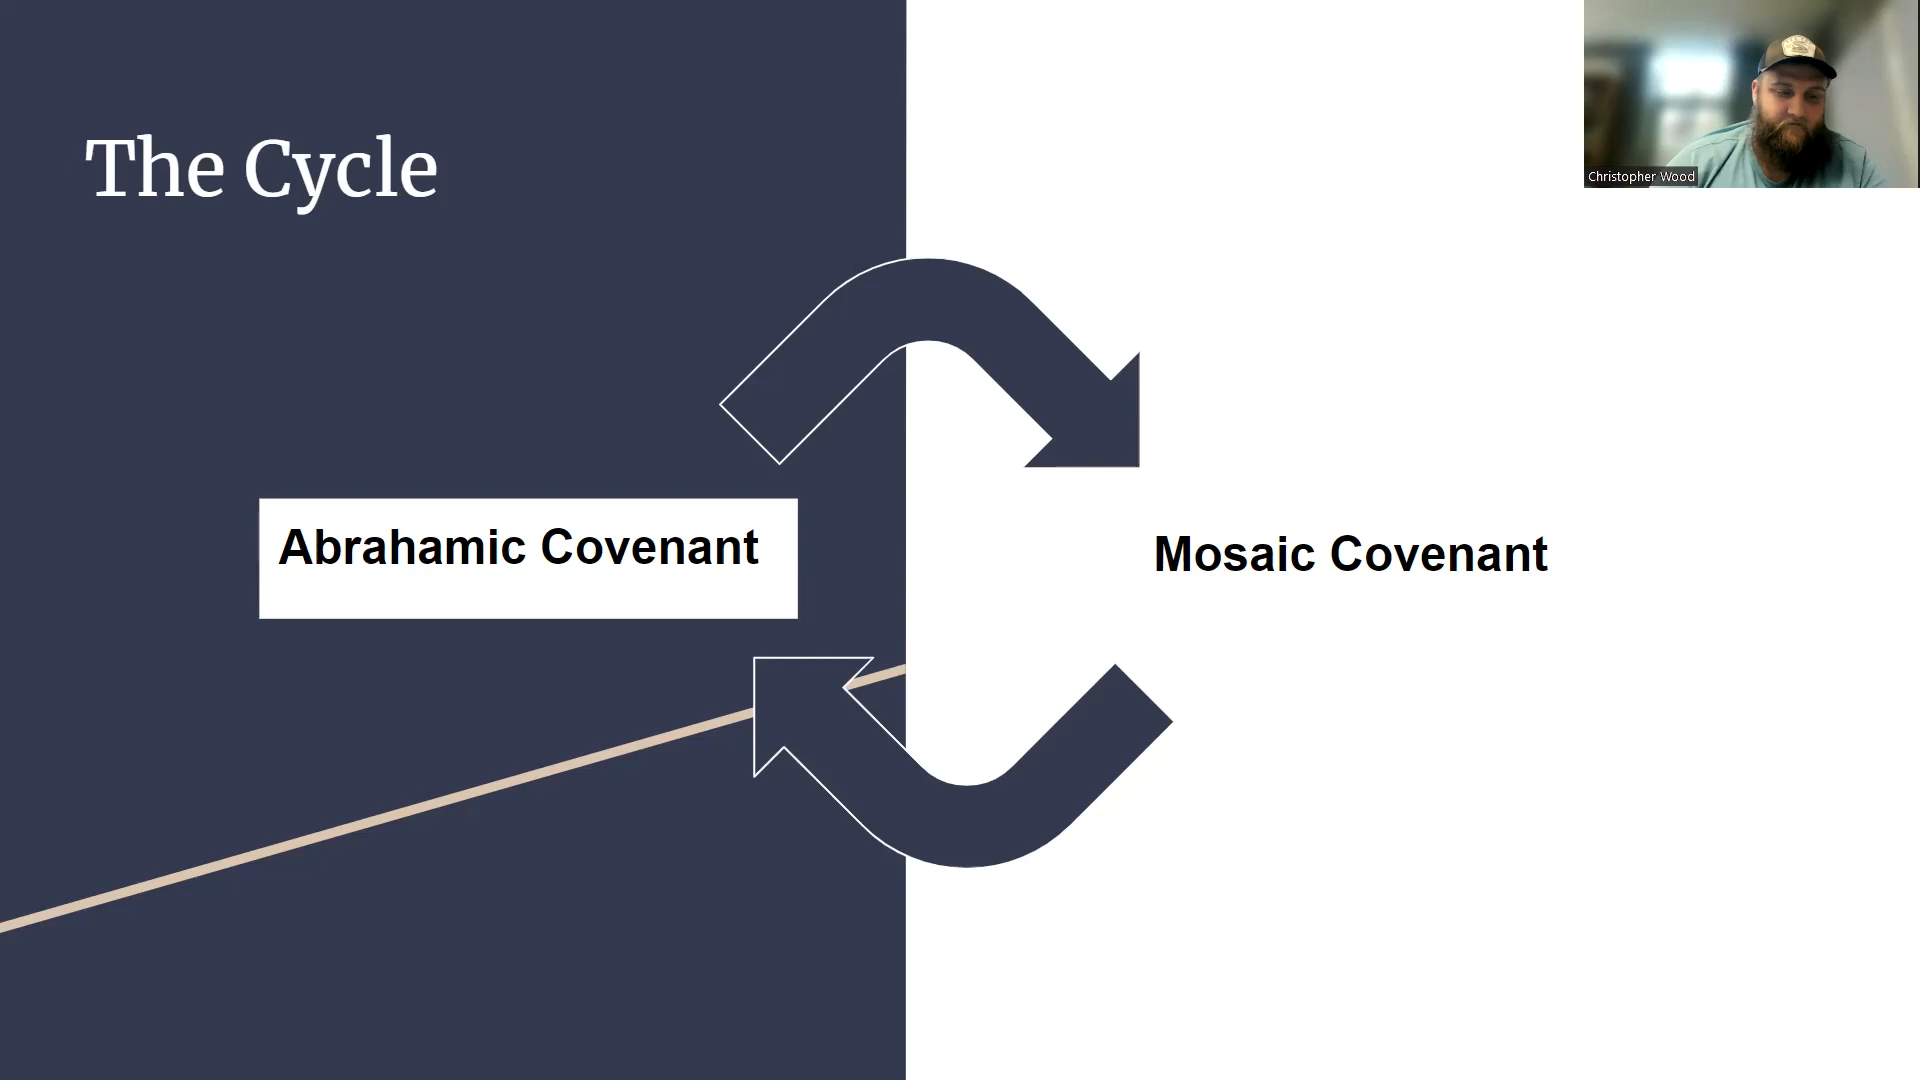 The Cycle
Christopher Wood
Abrahamic Covenant
Mosaic Covenant